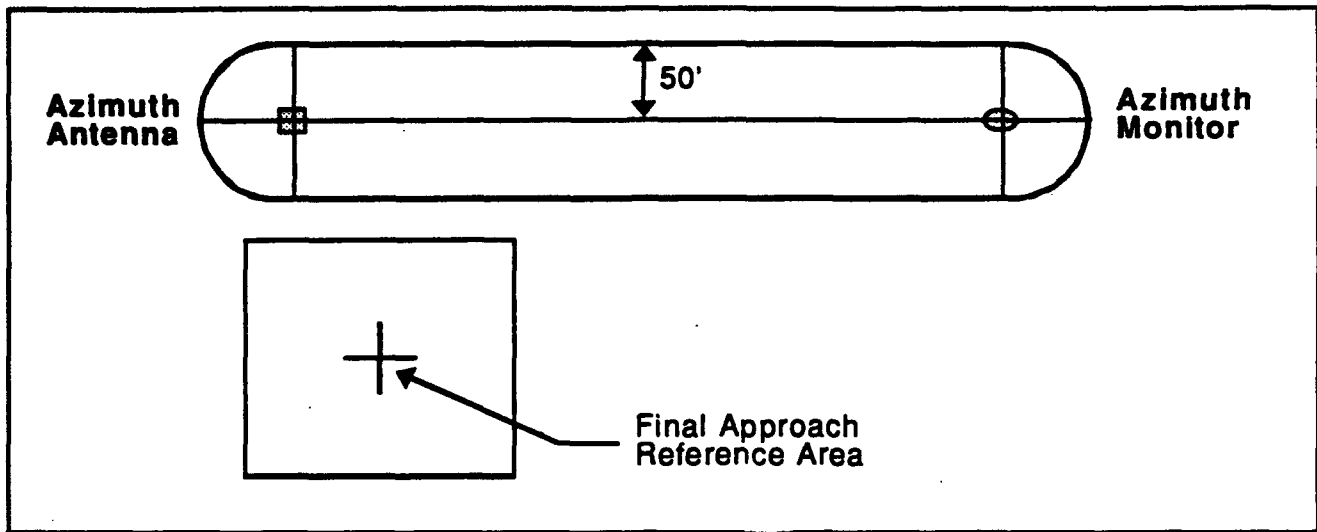 50'
Azimuth
Antenna
Azimuth
Monitor
Final Approach
Reference Area